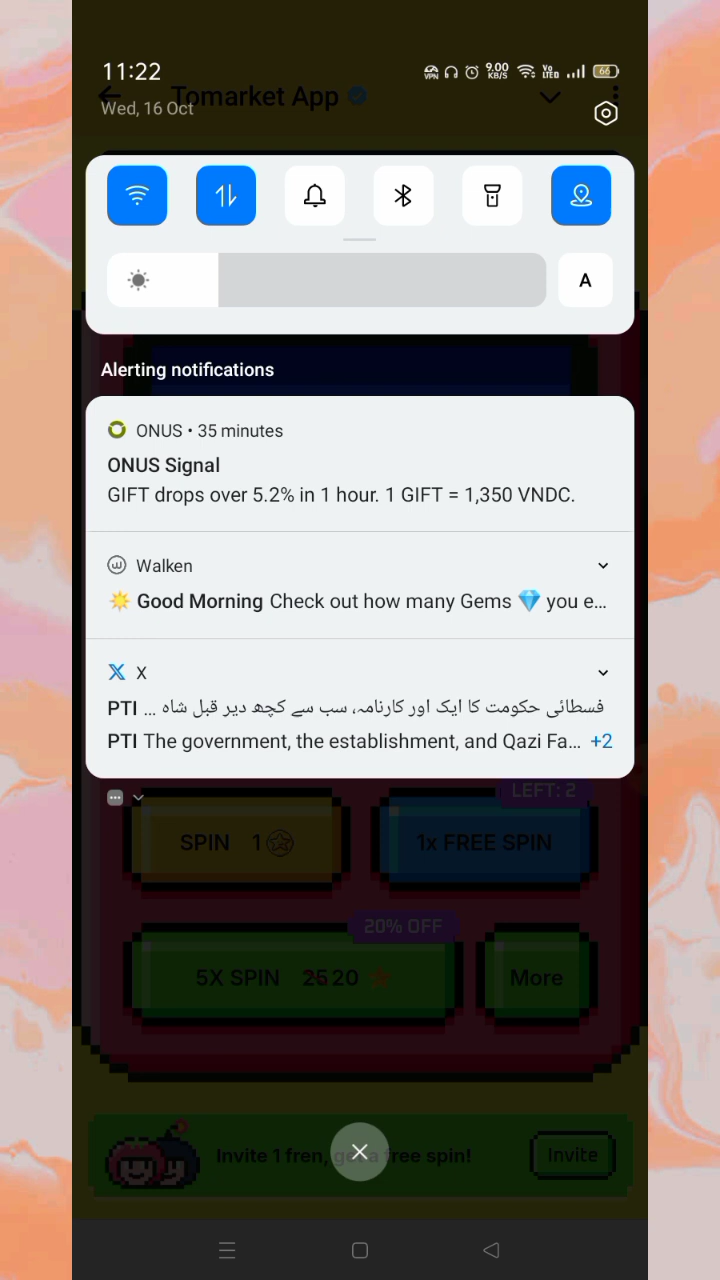 11:22
VPN
9.00 KB/S
Vo LTED
66
Tomarket App
Wed, 16 Oct
A
Alerting notifications
ONUS • 35 minutes
ONUS Signal
GIFT drops over 5.2% in 1 hour. 1 GIFT = 1,350 VNDC.
Walken
☀️ Good Morning Check out how many Gems 💎 you e...
X
PTI فسطائی حکومت کا ایک اور کارنامہ، سب سے کچھ دیر قبل شاہ ...
PTI The government, the establishment, and Qazi Fa... +2
LEFT: 2
SPIN 1
1x FREE SPIN
20% OFF
5X SPIN 25 20
More
Invite 1 fren, get a free spin!
Invite